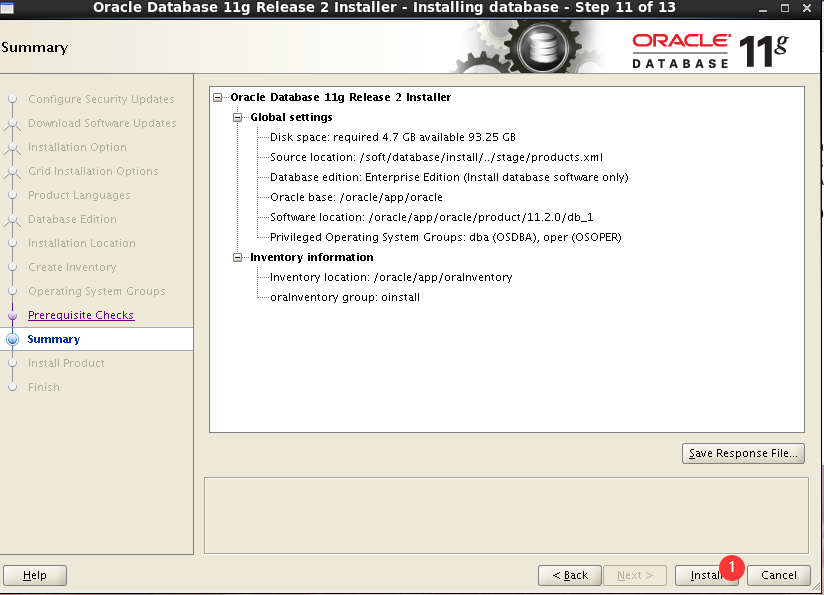 Oracle Database 11g Release 2 Installer - Installing database - Step 11 of 13
Summary
ORACLE
DATABASE
11g
Configure Security Updates
Download Software Updates
Installation Option
Grid Installation Options
Product Languages
Database Edition
Installation Location
Create Inventory
Operating System Groups
Prerequisite Checks
Summary
Install Product
Finish
Oracle Database 11g Release 2 Installer
Global settings
Disk space: required 4.7 GB available 93.25 GB
Source location: /soft/database/install/../stage/products.xml
Database edition: Enterprise Edition (Install database software only)
Oracle base: /oracle/app/oracle
Software location: /oracle/app/oracle/product/11.2.0/db_1
Privileged Operating System Groups: dba (OSDBA), oper (OSOPER)
Inventory information
Inventory location: /oracle/app/oraInventory
oraInventory group: oinstall
Save Response File...
Help
< Back
Next >
Install
1
Cancel